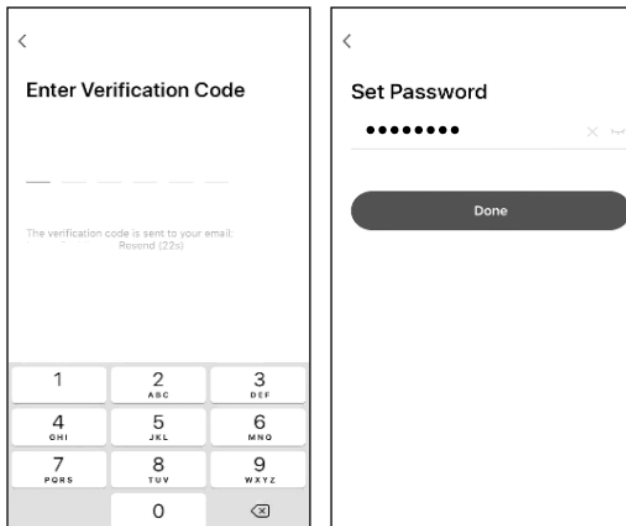 Enter Verification Code
The verification code is sent to your email:
Resend (22s)
1
2
ABC
3
DEF
4
GHI
5
JKL
6
MNO
7
PQRS
8
TUV
9
WXYZ
0
Set Password
Done